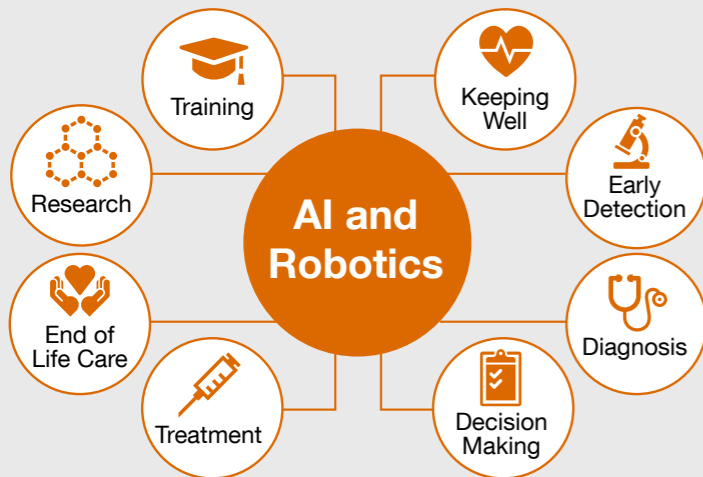 AI and
Robotics
Training
Keeping
Well
Research
Early
Detection
End of
Life Care
Diagnosis
Treatment
Decision
Making